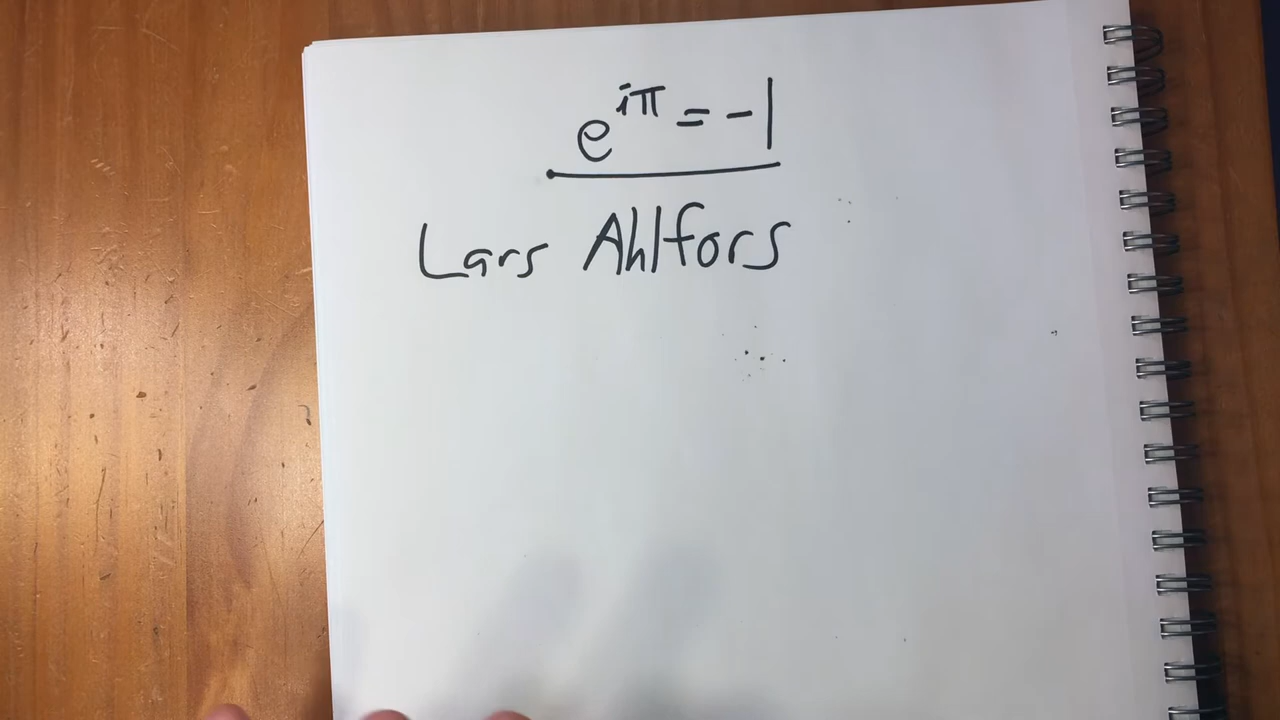 e^{iπ} = -1
Lars Ahlfors